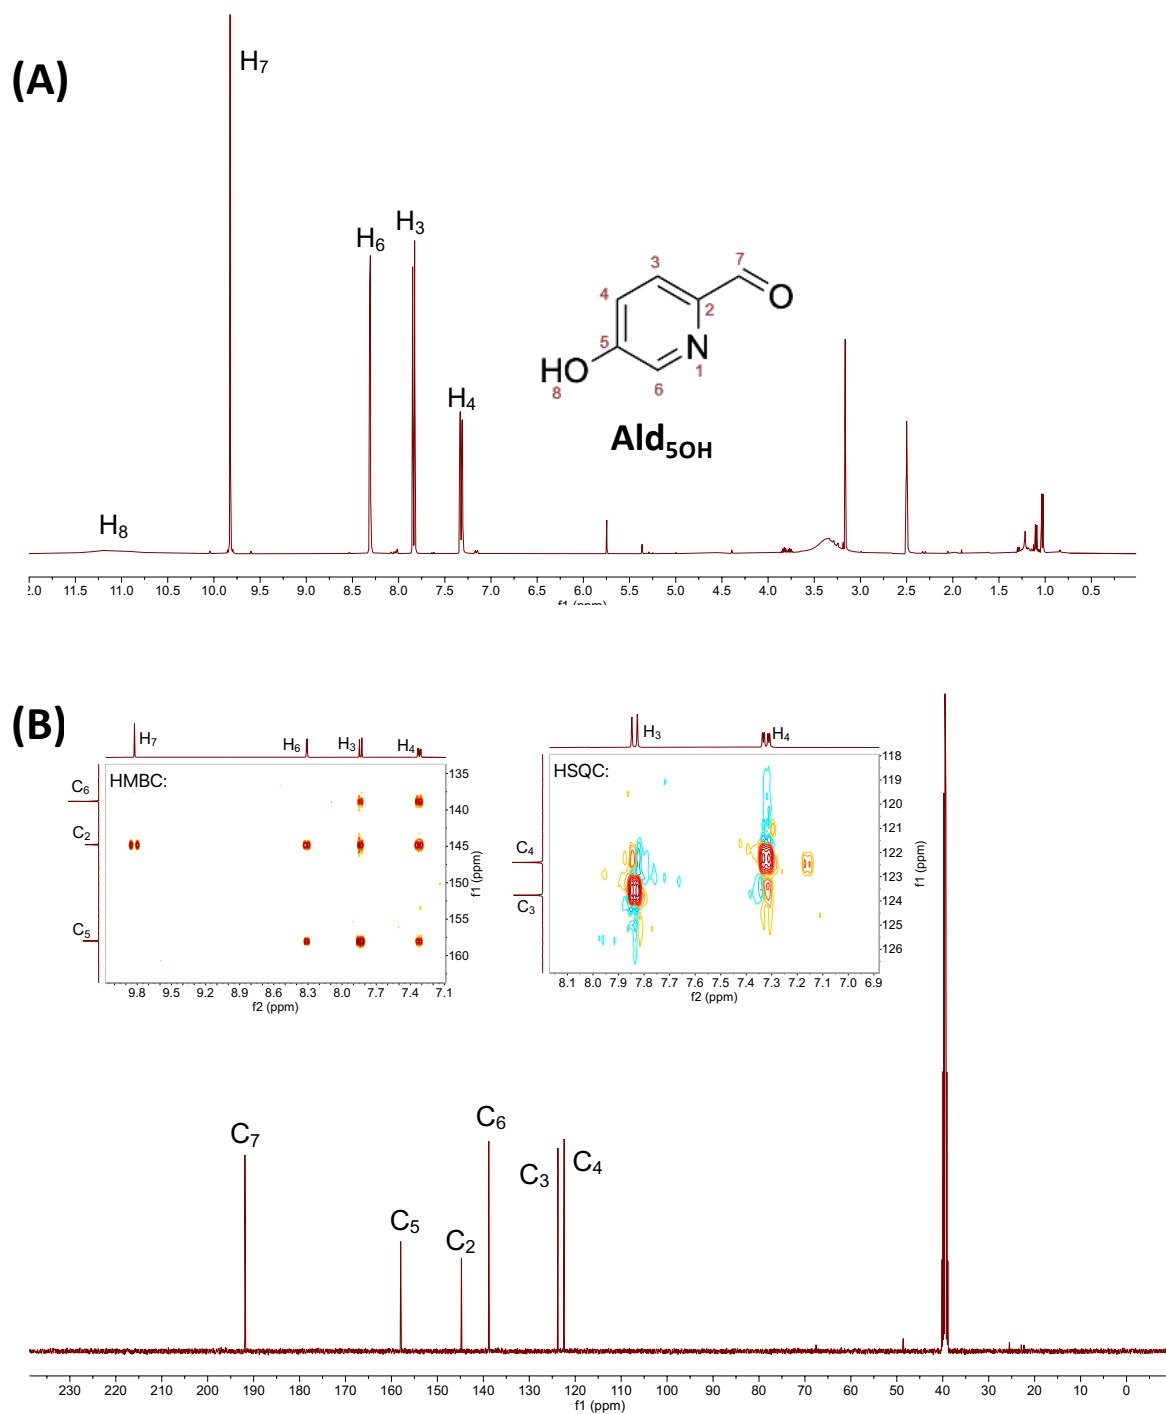 (A)
H7
H6
H3
H4
H8
7
3
O
4
2
5
N
HO
1
8
6
Ald5OH
2.0 11.5 11.0 10.5 10.0 9.5 9.0 8.5 8.0 7.5 7.0 6.5 6.0 5.5 5.0 4.5 4.0 3.5 3.0 2.5 2.0 1.5 1.0 0.5
f1 (ppm)
(B)
H7 H6 H3 H4
HMBC:
C6
C2
C5
135
140
145
150
155
160
f1 (ppm)
9.8 9.5 9.2 8.9 8.6 8.3 8.0 7.7 7.4 7.1
f2 (ppm)
H3 H4
HSQC:
C4
C3
118
119
120
121
122
123
124
125
126
f1 (ppm)
8.1 8.0 7.9 7.8 7.7 7.6 7.5 7.4 7.3 7.2 7.1 7.0 6.9
f2 (ppm)
C7
C5
C2
C6
C3
C4
230 220 210 200 190 180 170 160 150 140 130 120 110 100 90 80 70 60 50 40 30 20 10 0
f1 (ppm)